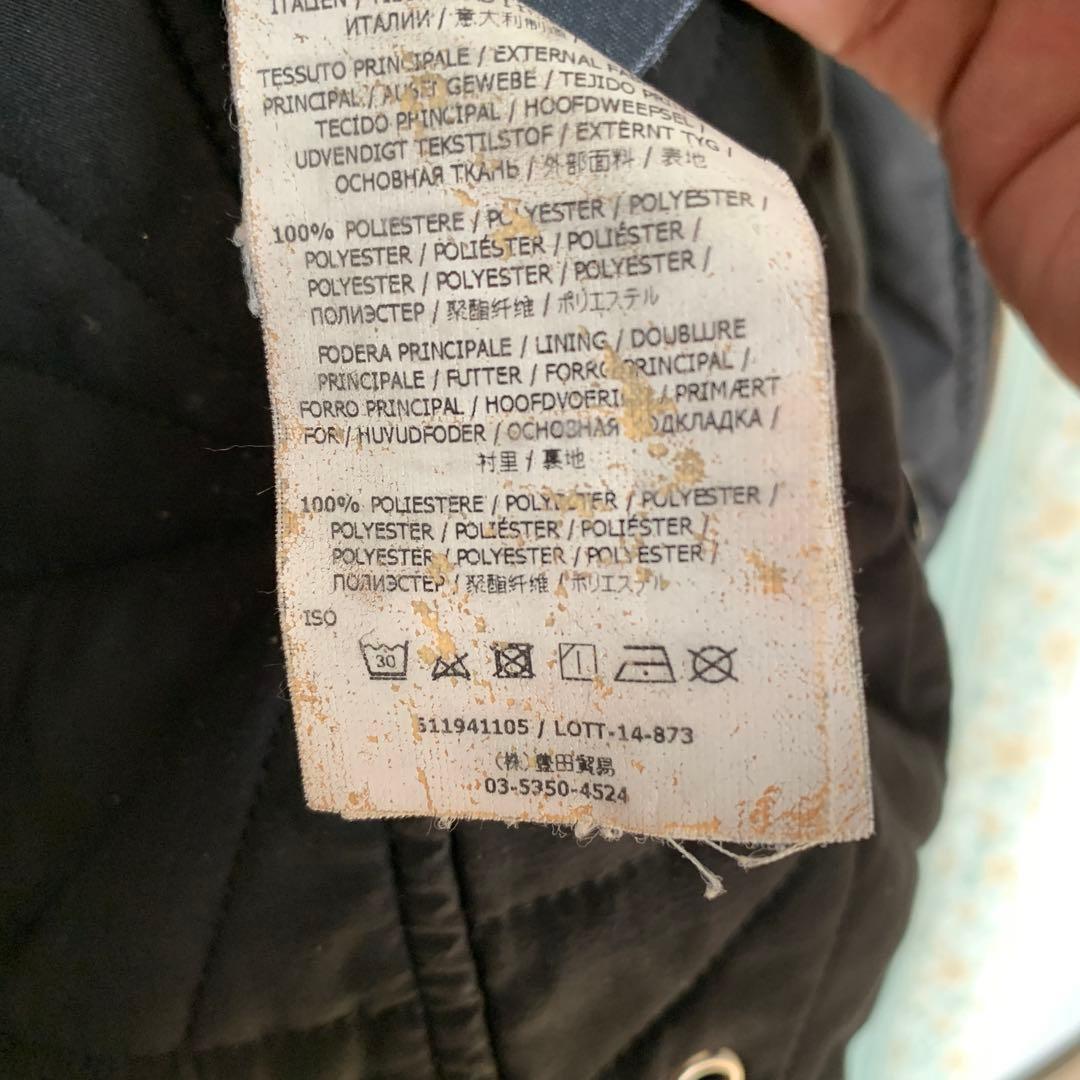 ИТАЛИИ / 意大利制造
TESSUTO PRINCIPALE / EXTERNAL
PRINCIPAL / GEWEBE / TEJIDO
TECIDO PRINCIPAL / HOOFDWEEFSEL /
UDVENDIGT TEKSTILSTOF / EXTERNT TYG /
ОСНОВНАЯ ТКАНЬ / 外部面料 / 表地
100% POLIESTERE / POLYESTER / POLYESTER /
POLYESTER / POLIÉSTER / POLIÉSTER /
POLYESTER / POLYESTER / POLYESTER /
ПОЛИЭСТЕР / 聚酯纤维 / ポリエステル
FODERA PRINCIPALE / LINING / DOUBLURE
PRINCIPALE / FUTTER / FORRO PRINCIPAL /
FORRO PRINCIPAL / / PRIMÆRT
FOR / HUVUDFODER / ОСНОВНАЯ ПОДКЛАДКА /
衬里 / 裏地
100% POLIESTERE / POLYESTER / POLYESTER /
POLYESTER / POLIÉSTER / POLIÉSTER /
POLYESTER / POLYESTER / POLYESTER /
ПОЛИЭСТЕР / 聚酯纤维 / ポリエステル
ISO
30
511941105 / LOTT-14-873
(株)豊田貿易
03-5350-4524